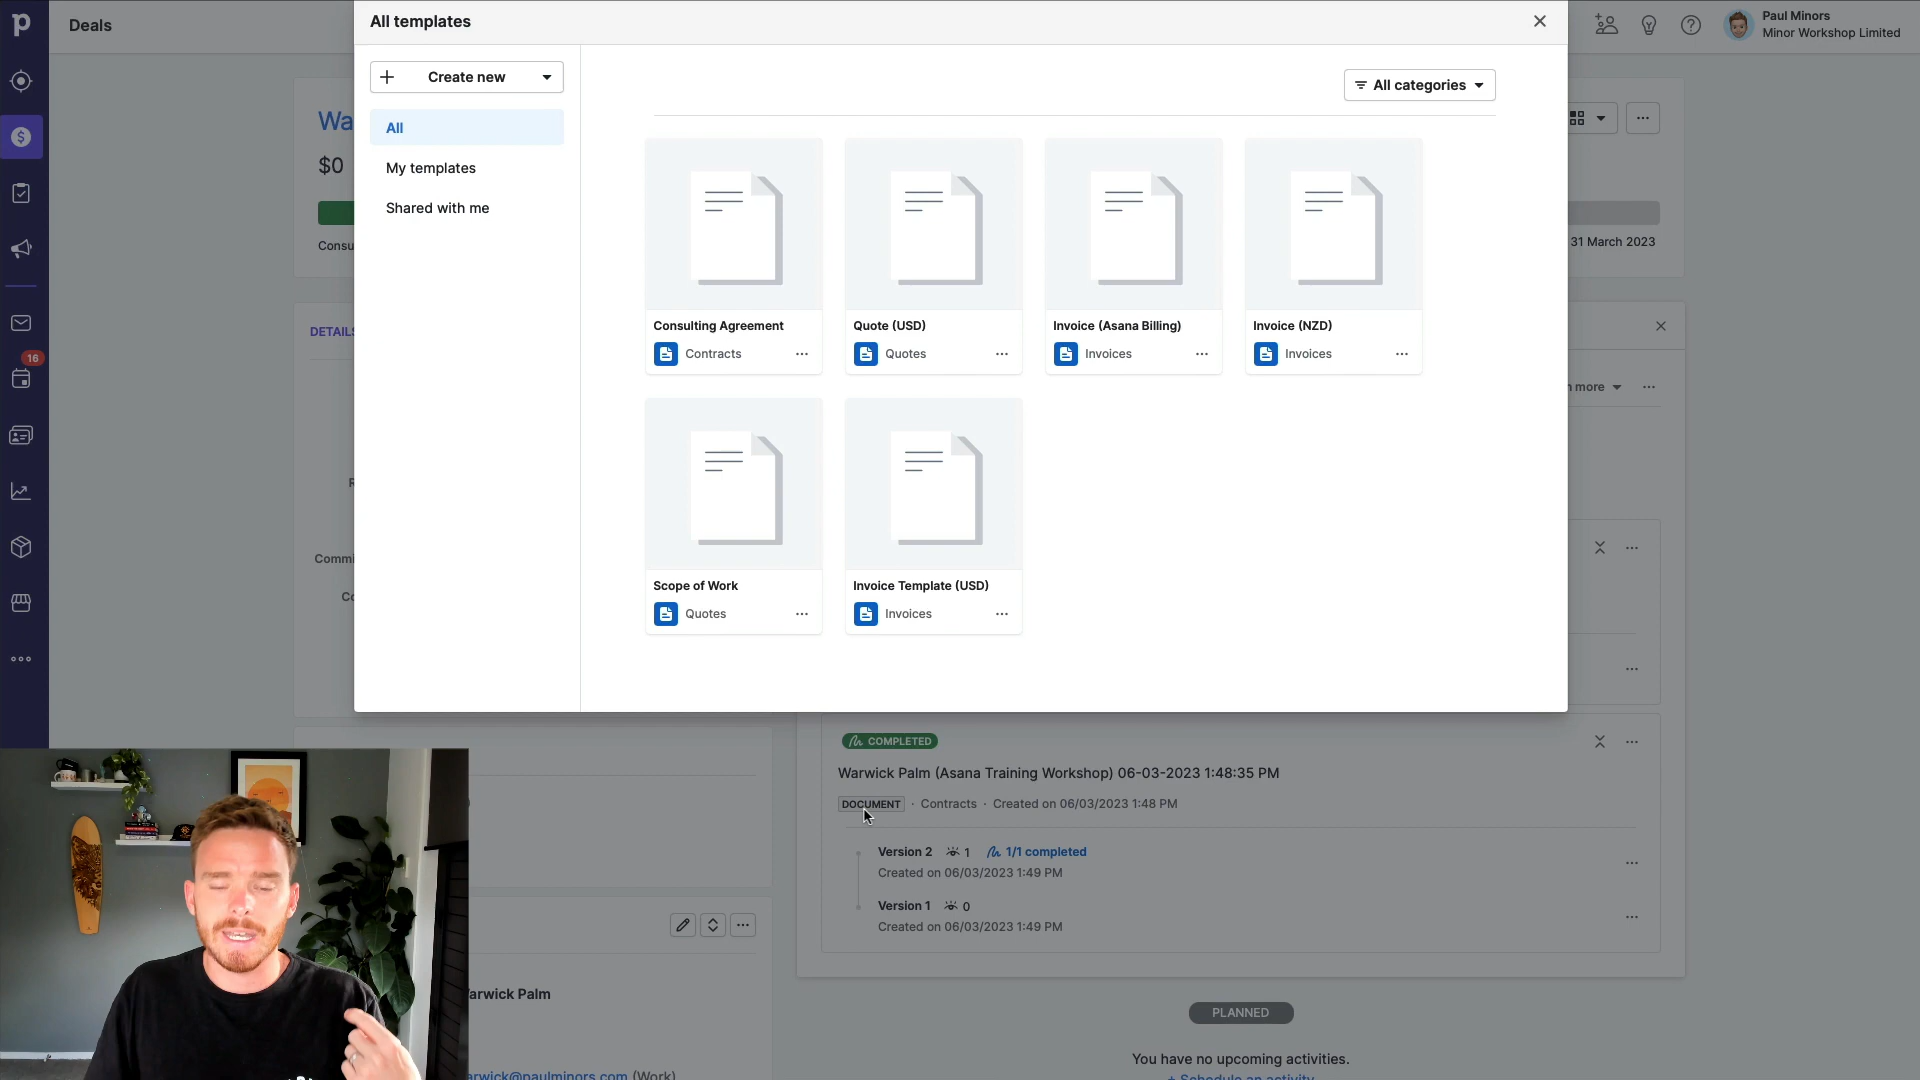 p
Deals
All templates
Paul Minors
Minor Workshop Limited
Create new
All categories
All
My templates
Shared with me
Wa
$0
Consu
31 March 2023
DETAILS
Consulting Agreement
Contracts
Quote (USD)
Quotes
Invoice (Asana Billing)
Invoices
Invoice (NZD)
Invoices
16
more
Commi
Co
Scope of Work
Quotes
Invoice Template (USD)
Invoices
COMPLETED
Warwick Palm (Asana Training Workshop) 06-03-2023 1:48:35 PM
DOCUMENT · Contracts · Created on 06/03/2023 1:48 PM
Version 2 1 1/1 completed
Created on 06/03/2023 1:49 PM
Version 1 0
Created on 06/03/2023 1:49 PM
arwick Palm
PLANNED
You have no upcoming activities.
arwick@paulminors.com (Work)
+ Schedule an activity